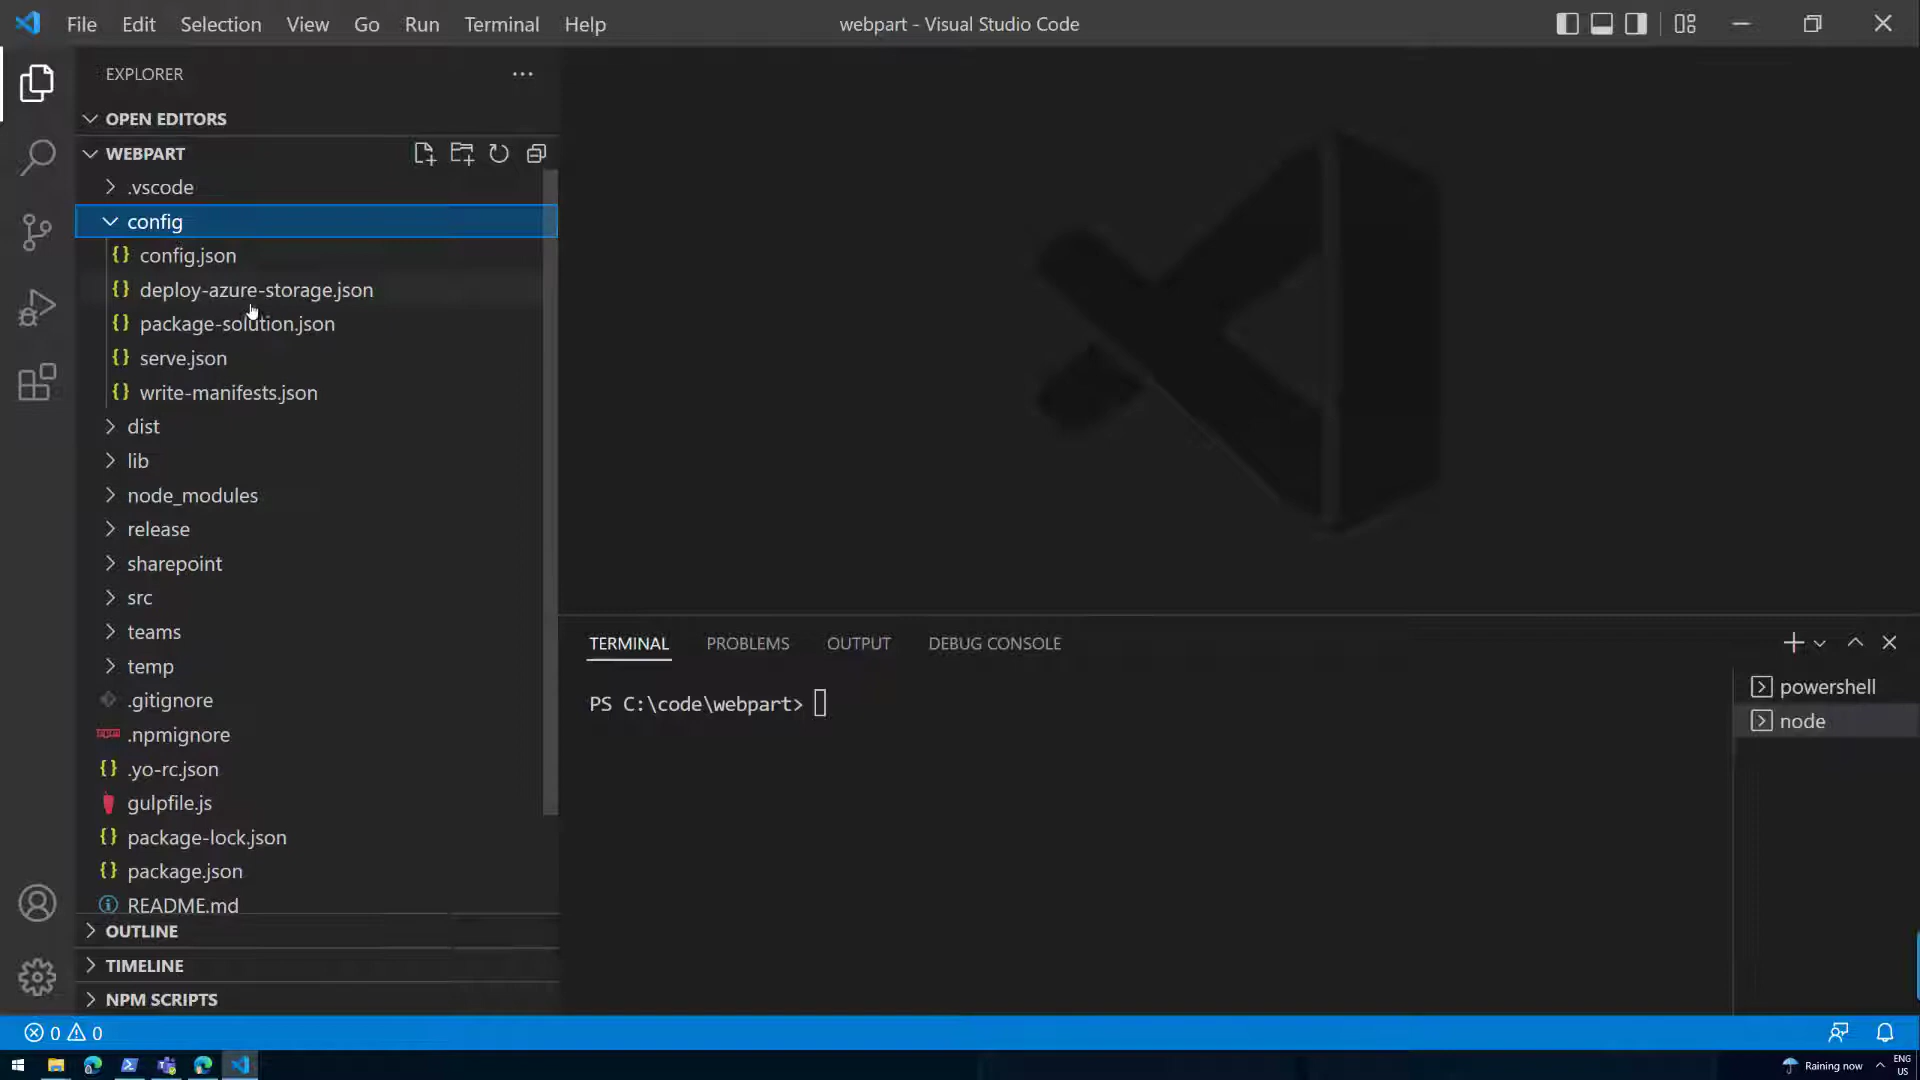 File Edit Selection View Go Run Terminal Help
webpart - Visual Studio Code
EXPLORER
OPEN EDITORS
WEBPART
.vscode
config
config.json
deploy-azure-storage.json
package-solution.json
serve.json
write-manifests.json
dist
lib
node_modules
release
sharepoint
src
teams
temp
.gitignore
.npmignore
.yo-rc.json
gulpfile.js
package-lock.json
package.json
README.md
OUTLINE
TIMELINE
NPM SCRIPTS
TERMINAL PROBLEMS OUTPUT DEBUG CONSOLE
PS C:\code\webpart>
powershell
node
0 0
Raining now
ENG
US